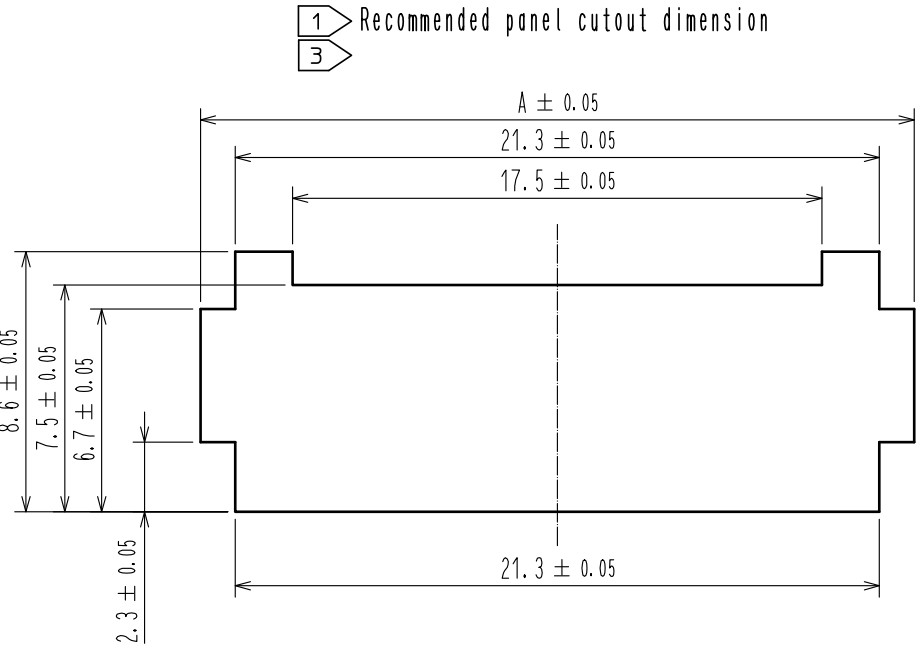 1 Recommended panel cutout dimension
3
A ± 0.05
21.3 ± 0.05
17.5 ± 0.05
8.6 ± 0.05
7.5 ± 0.05
6.7 ± 0.05
2.3 ± 0.05
21.3 ± 0.05